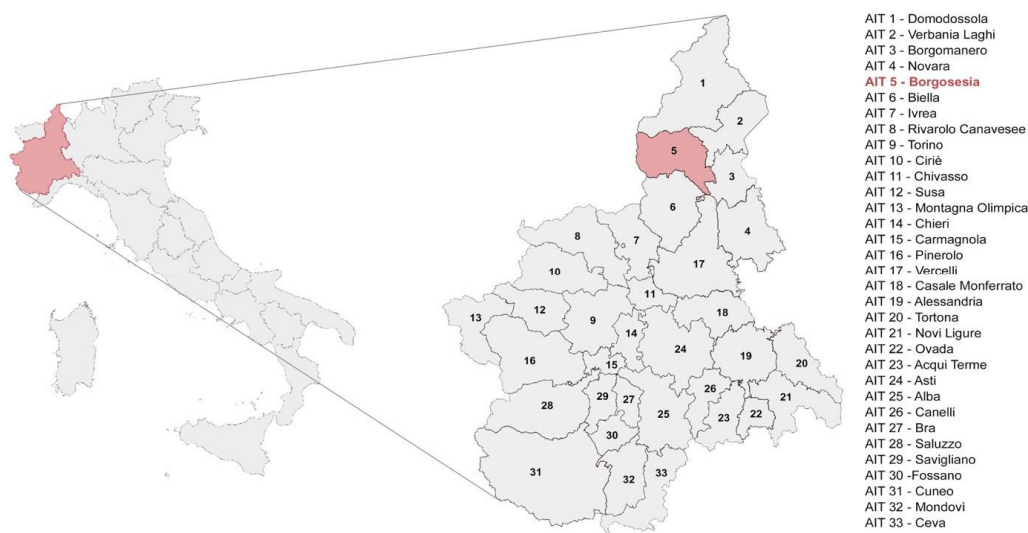 AIT 1 - Domodossola
AIT 2 - Verbania Laghi
AIT 3 - Borgomanero
AIT 4 - Novara
AIT 5 - Borgosesia
AIT 6 - Biella
AIT 7 - Ivrea
AIT 8 - Rivarolo Canavesee
AIT 9 - Torino
AIT 10 - Ciriè
AIT 11 - Chivasso
AIT 12 - Susa
AIT 13 - Montagna Olimpica
AIT 14 - Chieri
AIT 15 - Carmagnola
AIT 16 - Pinerolo
AIT 17 - Vercelli
AIT 18 - Casale Monferrato
AIT 19 - Alessandria
AIT 20 - Tortona
AIT 21 - Novi Ligure
AIT 22 - Ovada
AIT 23 - Acqui Terme
AIT 24 - Asti
AIT 25 - Alba
AIT 26 - Canelli
AIT 27 - Bra
AIT 28 - Saluzzo
AIT 29 - Savigliano
AIT 30 -Fossano
AIT 31 - Cuneo
AIT 32 - Mondovì
AIT 33 - Ceva
1
2
5
3
6
4
8
7
17
10
11
12
18
13
9
14
24
19
20
15
16
26
21
29
27
28
25
23
22
30
31
32
33